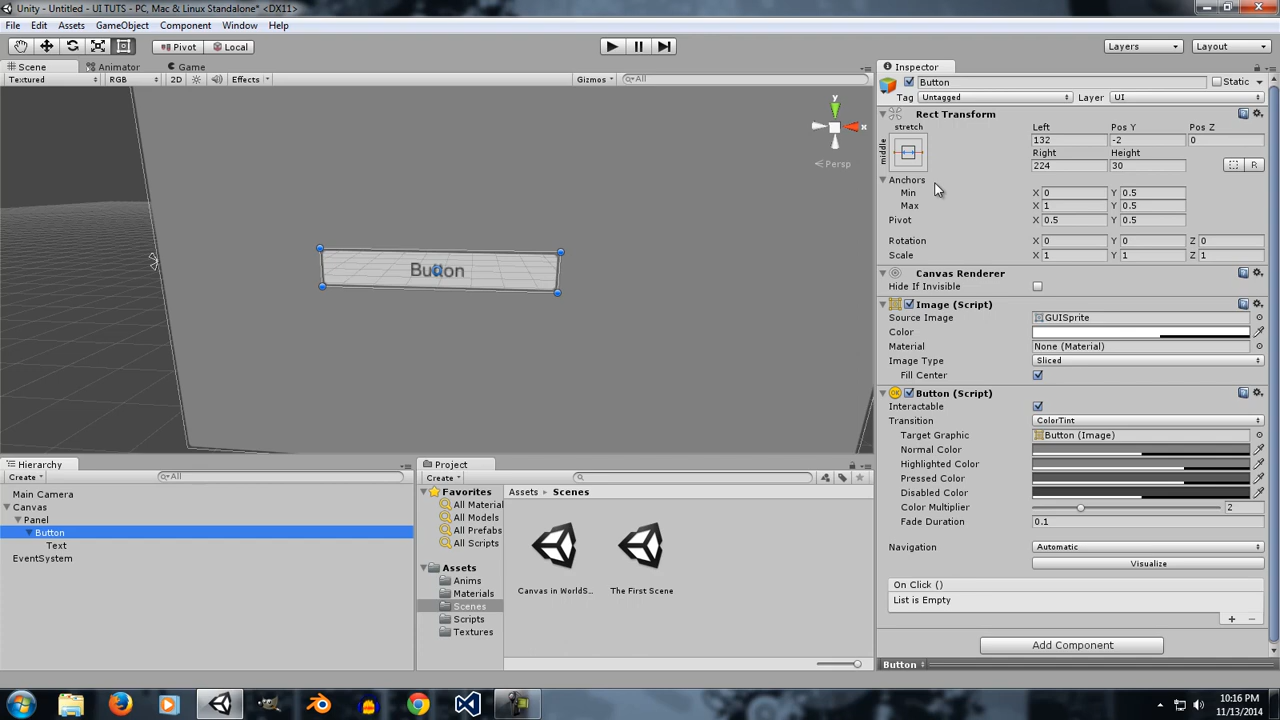 Unity - Untitled - UI TUTS - PC, Mac & Linux Standalone* <DX11>
File Edit Assets GameObject Component Window Help
Pivot Local Layers Layout
Scene Animator Game
Textured RGB 2D Effects Gizmos All
y
x
Persp
Button
Inspector
Button Static
Tag Untagged Layer UI
Rect Transform
stretch Left Pos Y Pos Z
middle
132 -2 0
Right Height
224 30 R
Anchors
Min X 0 Y 0.5
Max X 1 Y 0.5
Pivot X 0.5 Y 0.5
Rotation X 0 Y 0 Z 0
Scale X 1 Y 1 Z 1
Canvas Renderer
Hide If Invisible
Image (Script)
Source Image GUISprite
Color
Material None (Material)
Image Type Sliced
Fill Center
OK Button (Script)
Interactable
Transition ColorTint
Target Graphic Button (Image)
Normal Color
Highlighted Color
Pressed Color
Disabled Color
Color Multiplier 2
Fade Duration 0.1
Navigation Automatic
Visualize
On Click ()
List is Empty
Add Component
Button
Hierarchy
Create All
Main Camera
Canvas
Panel
Button
Text
EventSystem
Project
Create
Favorites
All Material
All Models
All Prefabs
All Scripts
Assets
Anims
Materials
Scenes
Scripts
Textures
Assets Scenes
Canvas in WorldS... The First Scene
10:16 PM
11/13/2014